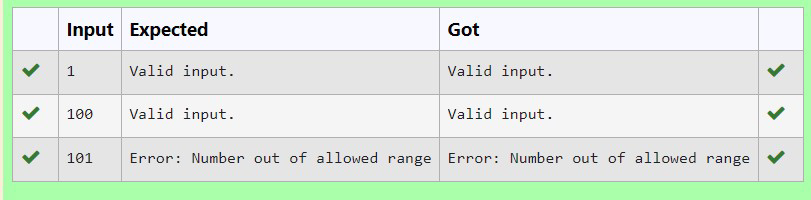 Input Expected Got
1 Valid input. Valid input.
100 Valid input. Valid input.
101 Error: Number out of allowed range Error: Number out of allowed range